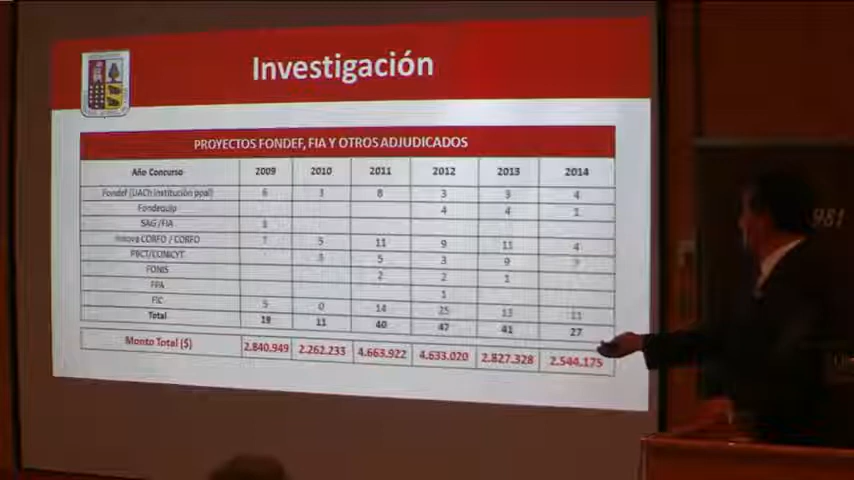 Investigación
PROYECTOS FONDEF, FIA Y OTROS ADJUDICADOS
Año Concurso 2009 2010 2011 2012 2013 2014
Fondef (UACh institución ppal) 6 3 8 3 3 4
Fondequip 4 4 1
SAG/FIA
Innova CORFO / CORFO 5 11 9 11 4
PBCT/CONICYT 3 5 3 9
FONIS 2 2 1
FPA 1
FIC 5 0 14 25 13 11
Total 19 11 40 47 41 27
Monto Total ($) 2.840.949 2.262.233 4.663.922 4.633.020 2.827.328 2.544.175
981